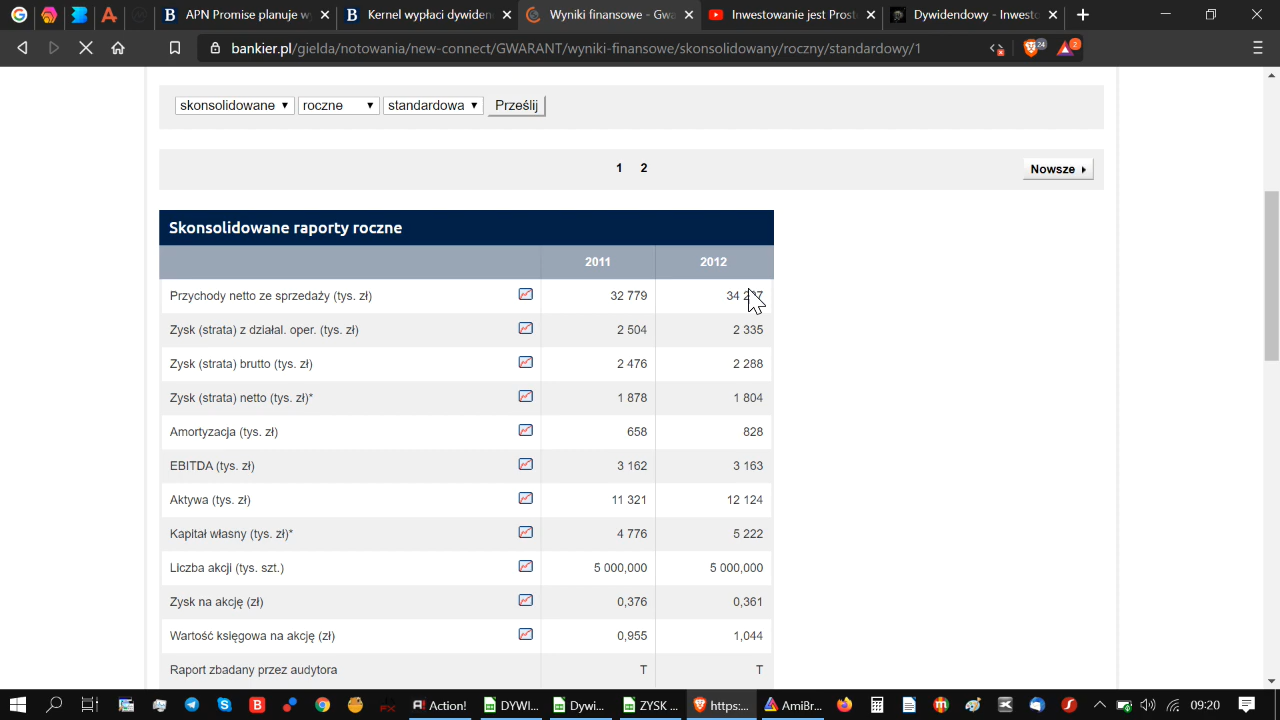 APN Promise planuje w
Kernel wypłaci dywiden
Wyniki finansowe - Gwa
Inwestowanie jest Prost
Dywidendowy - Inwest
bankier.pl/gielda/notowania/new-connect/GWARANT/wyniki-finansowe/skonsolidowany/roczny/standardowy/1
24
2
skonsolidowane roczne standardowa Prześlij
1 2
Nowsze
Skonsolidowane raporty roczne
2011 2012
Przychody netto ze sprzedaży (tys. zł) 32 779 34
Zysk (strata) z działal. oper. (tys. zł) 2 504 2 335
Zysk (strata) brutto (tys. zł) 2 476 2 288
Zysk (strata) netto (tys. zł)* 1 878 1 804
Amortyzacja (tys. zł) 658 828
EBITDA (tys. zł) 3 162 3 163
Aktywa (tys. zł) 11 321 12 124
Kapitał własny (tys. zł)* 4 776 5 222
Liczba akcji (tys. szt.) 5 000,000 5 000,000
Zysk na akcję (zł) 0,376 0,361
Wartość księgowa na akcję (zł) 0,955 1,044
Raport zbadany przez audytora T T
Action! DYWI... Dywi... ZYSK ... https:... AmiBr... 09:20